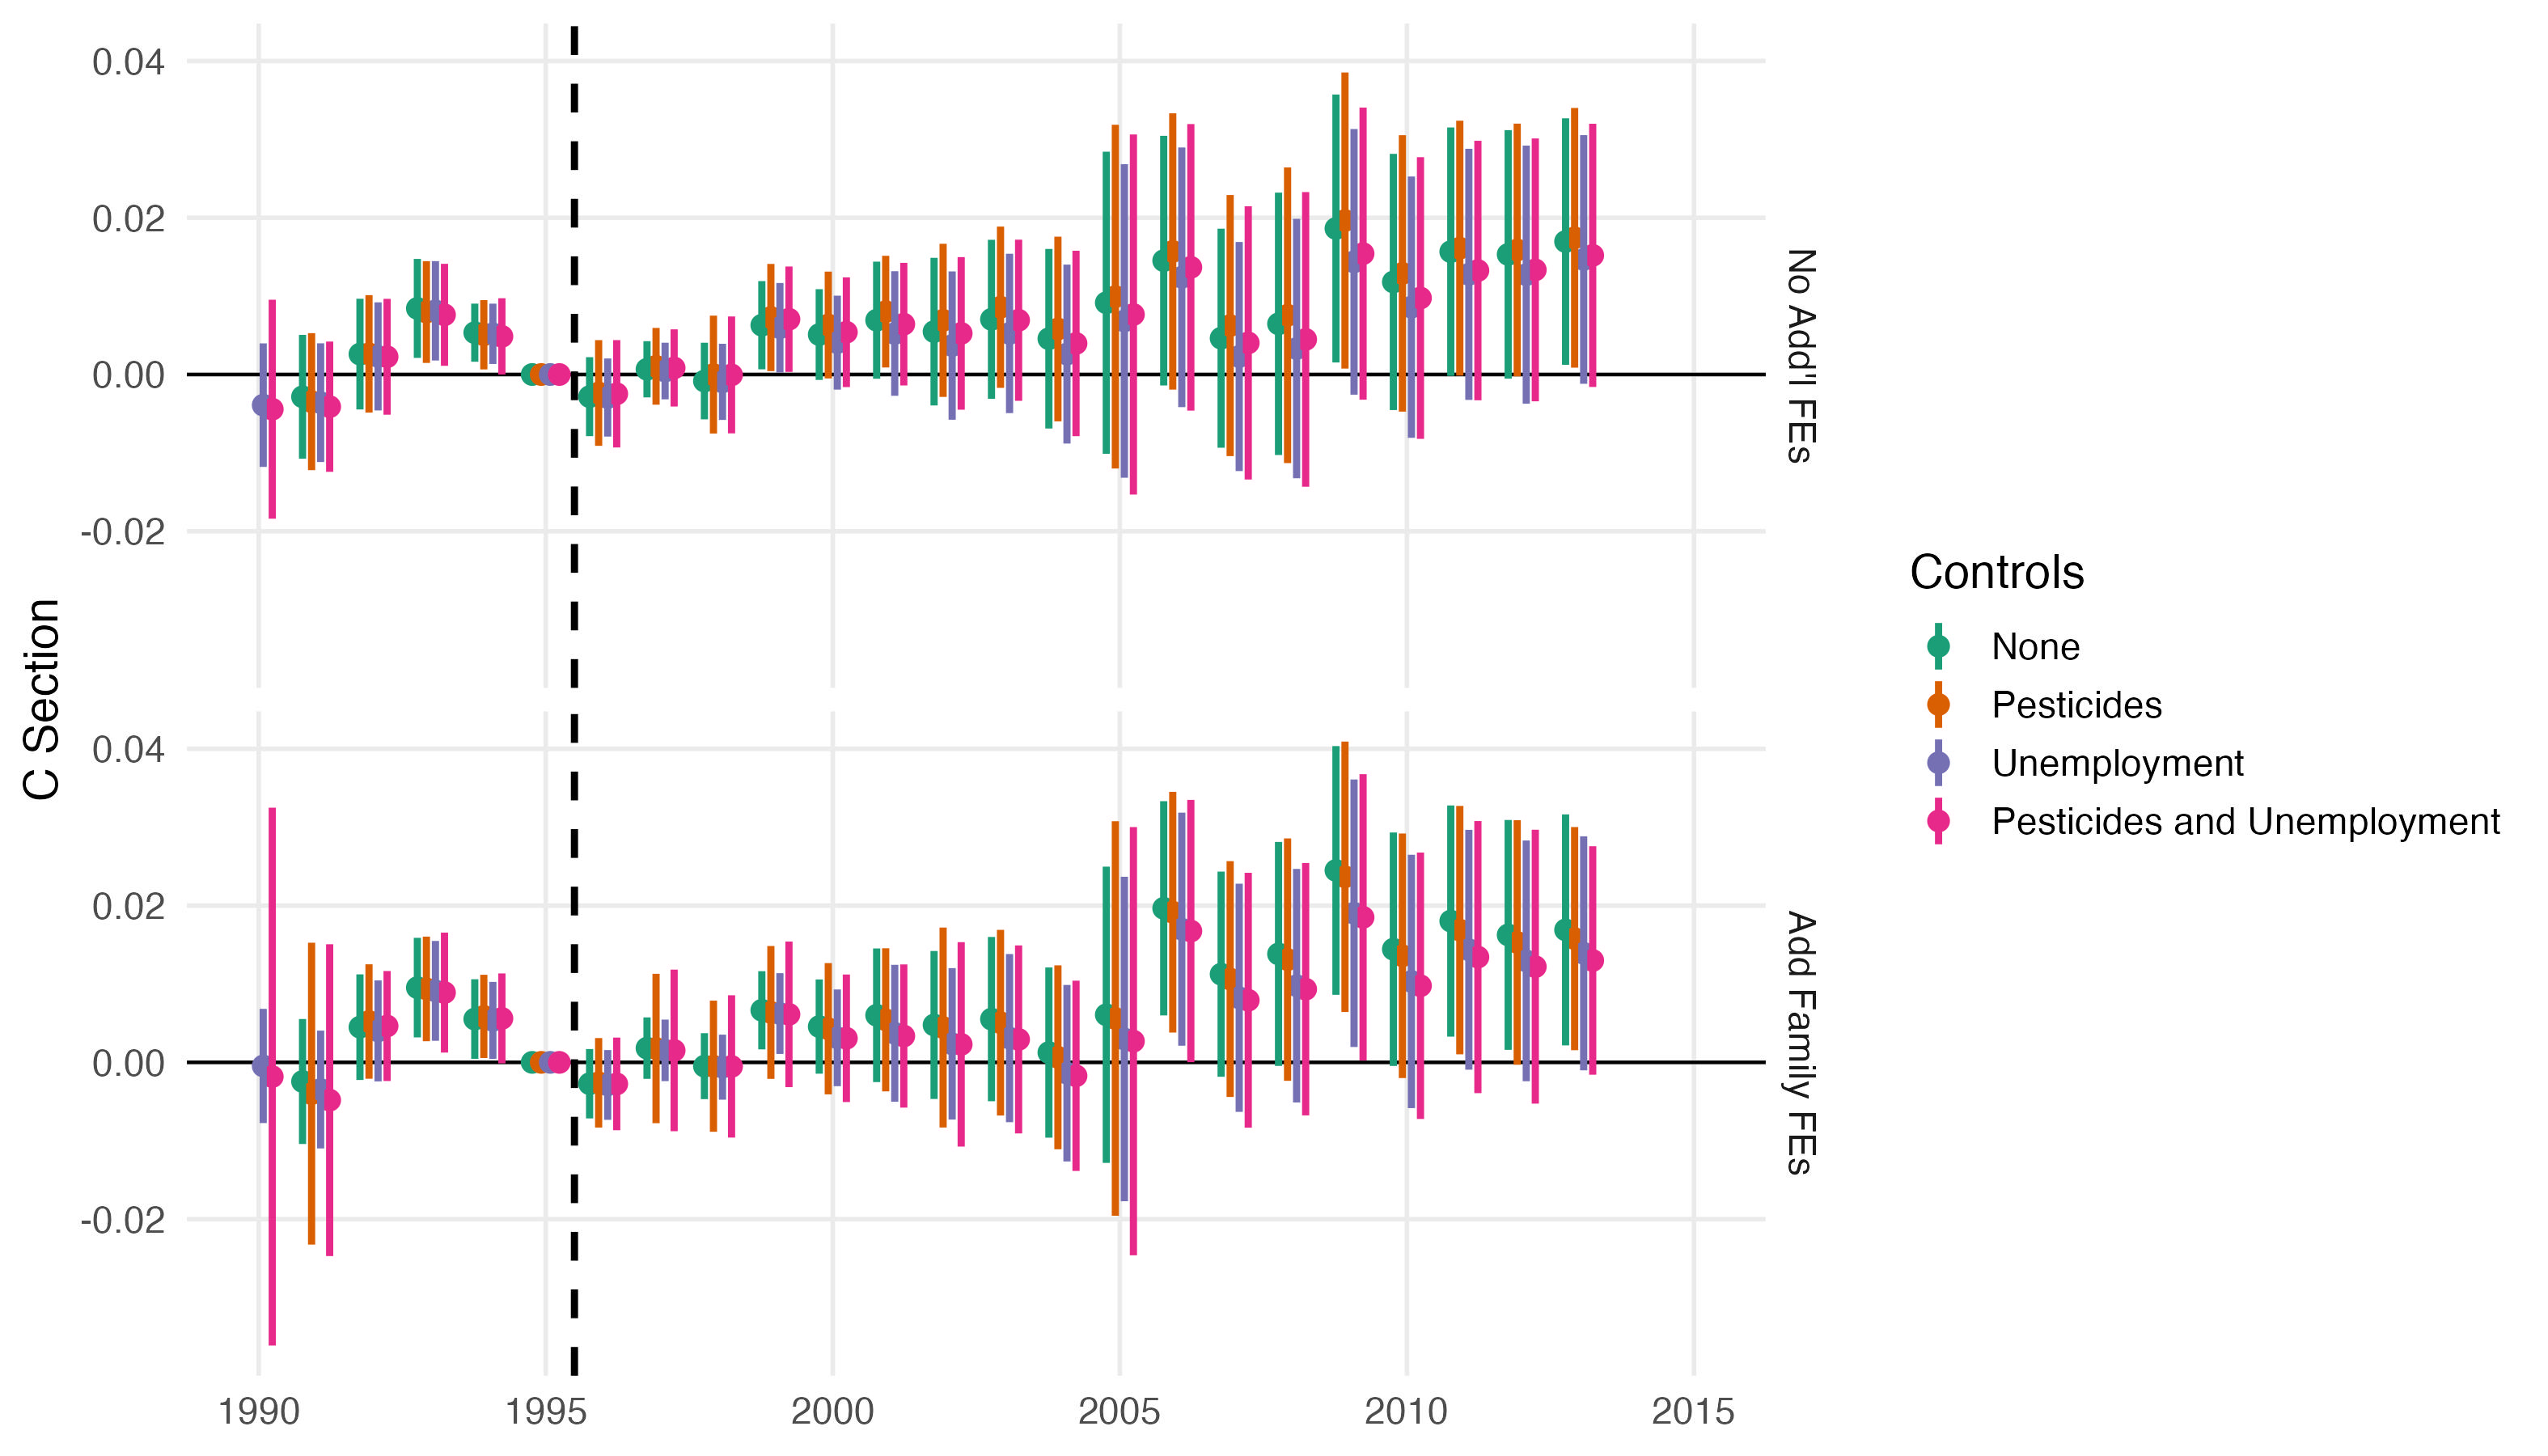 0.04
0.02
0.00
-0.02
No Add'l FEs
C Section
0.04
0.02
0.00
-0.02
Add Family FEs
1990 1995 2000 2005 2010 2015
Controls
None
Pesticides
Unemployment
Pesticides and Unemployment